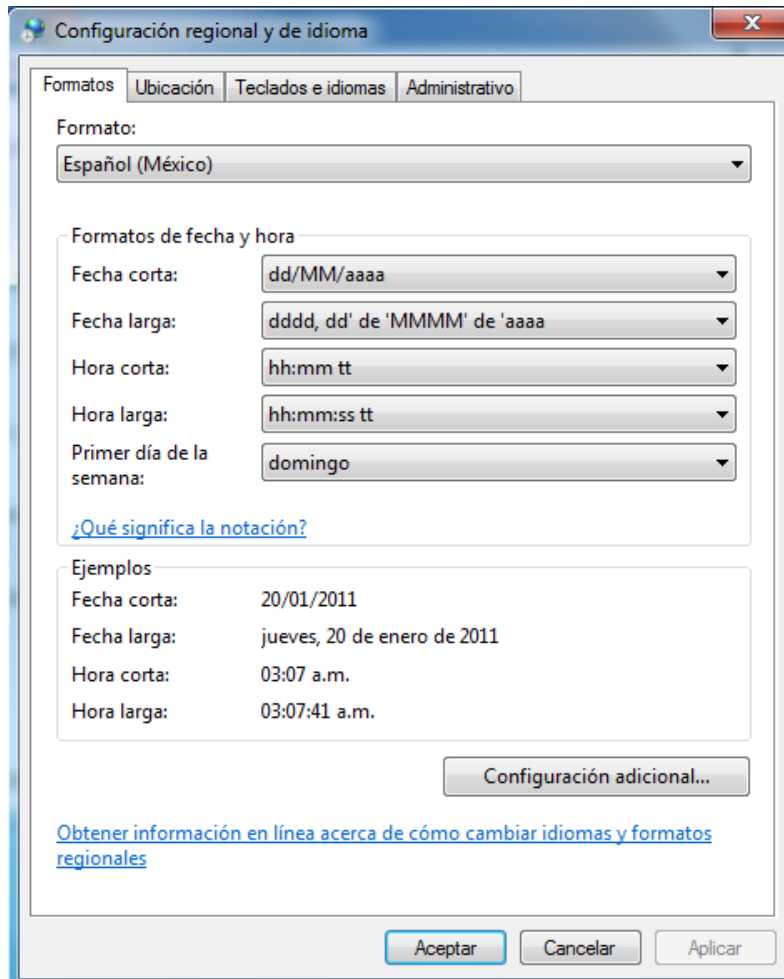 Configuración regional y de idioma
Formatos Ubicación Teclados e idiomas Administrativo
Formato:
Español (México)
Formatos de fecha y hora
Fecha corta: dd/MM/aaaa
Fecha larga: dddd, dd' de 'MMMM' de 'aaaa
Hora corta: hh:mm tt
Hora larga: hh:mm:ss tt
Primer día de la
semana: domingo
¿Qué significa la notación?
Ejemplos
Fecha corta: 20/01/2011
Fecha larga: jueves, 20 de enero de 2011
Hora corta: 03:07 a.m.
Hora larga: 03:07:41 a.m.
Configuración adicional...
Obtener información en línea acerca de cómo cambiar idiomas y formatos
regionales
Aceptar Cancelar Aplicar